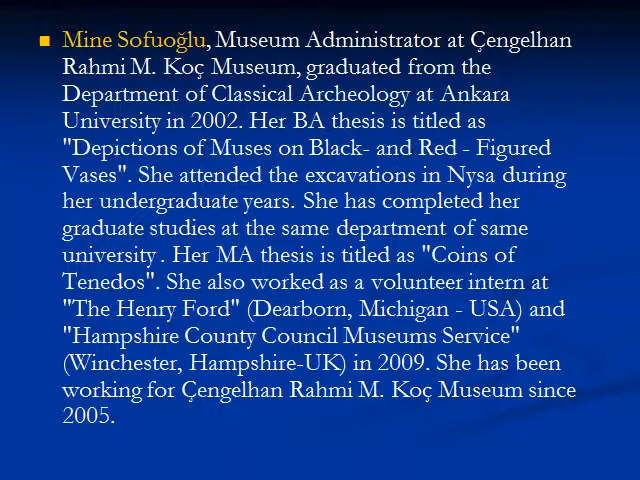 Mine Sofuoğlu, Museum Administrator at Çengelhan
Rahmi M. Koç Museum, graduated from the
Department of Classical Archeology at Ankara
University in 2002. Her BA thesis is titled as
"Depictions of Muses on Black- and Red - Figured
Vases". She attended the excavations in Nysa during
her undergraduate years. She has completed her
graduate studies at the same department of same
university . Her MA thesis is titled as "Coins of
Tenedos". She also worked as a volunteer intern at
"The Henry Ford" (Dearborn, Michigan - USA) and
"Hampshire County Council Museums Service"
(Winchester, Hampshire-UK) in 2009. She has been
working for Çengelhan Rahmi M. Koç Museum since
2005.